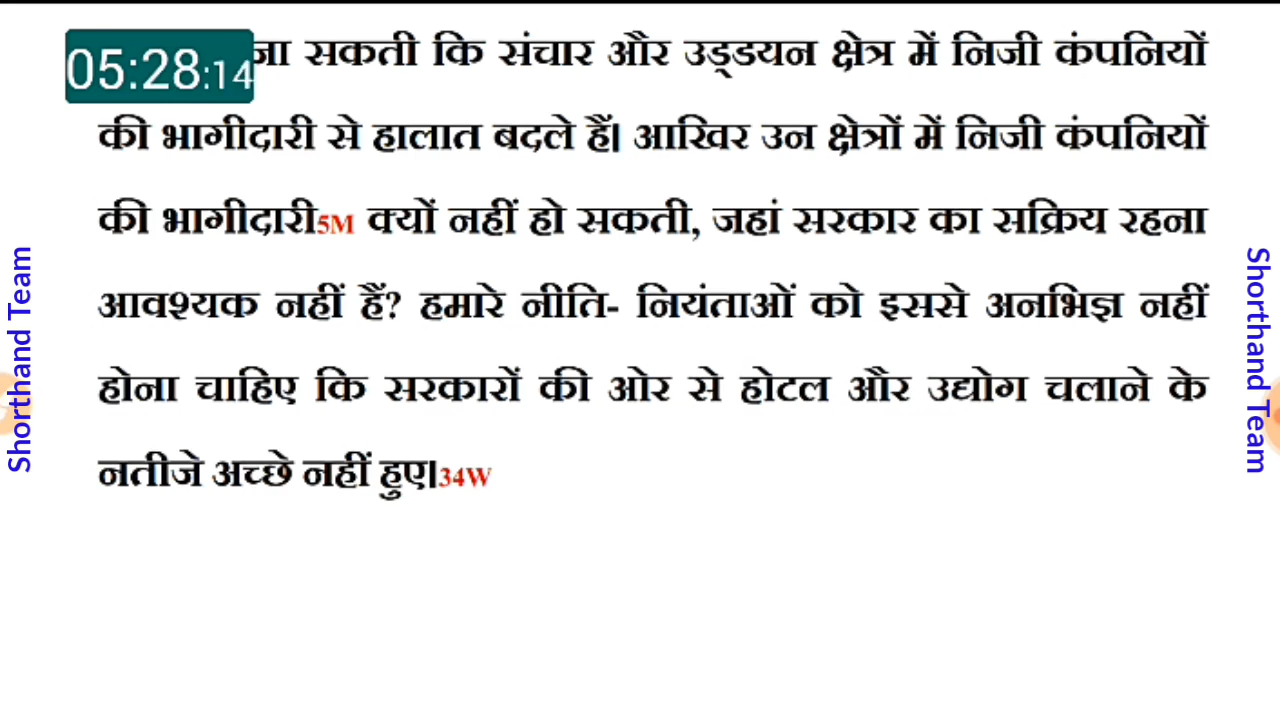 05:28:14
जा सकती कि संचार और उड्डयन क्षेत्र में निजी कंपनियों
की भागीदारी से हालात बदले हैं। आखिर उन क्षेत्रों में निजी कंपनियों
की भागीदारी5M क्यों नहीं हो सकती, जहां सरकार का सक्रिय रहना
आवश्यक नहीं हैं? हमारे नीति- नियंताओं को इससे अनभिज्ञ नहीं
होना चाहिए कि सरकारों की ओर से होटल और उद्योग चलाने के
नतीजे अच्छे नहीं हुए।34W
Shorthand Team
Shorthand Team